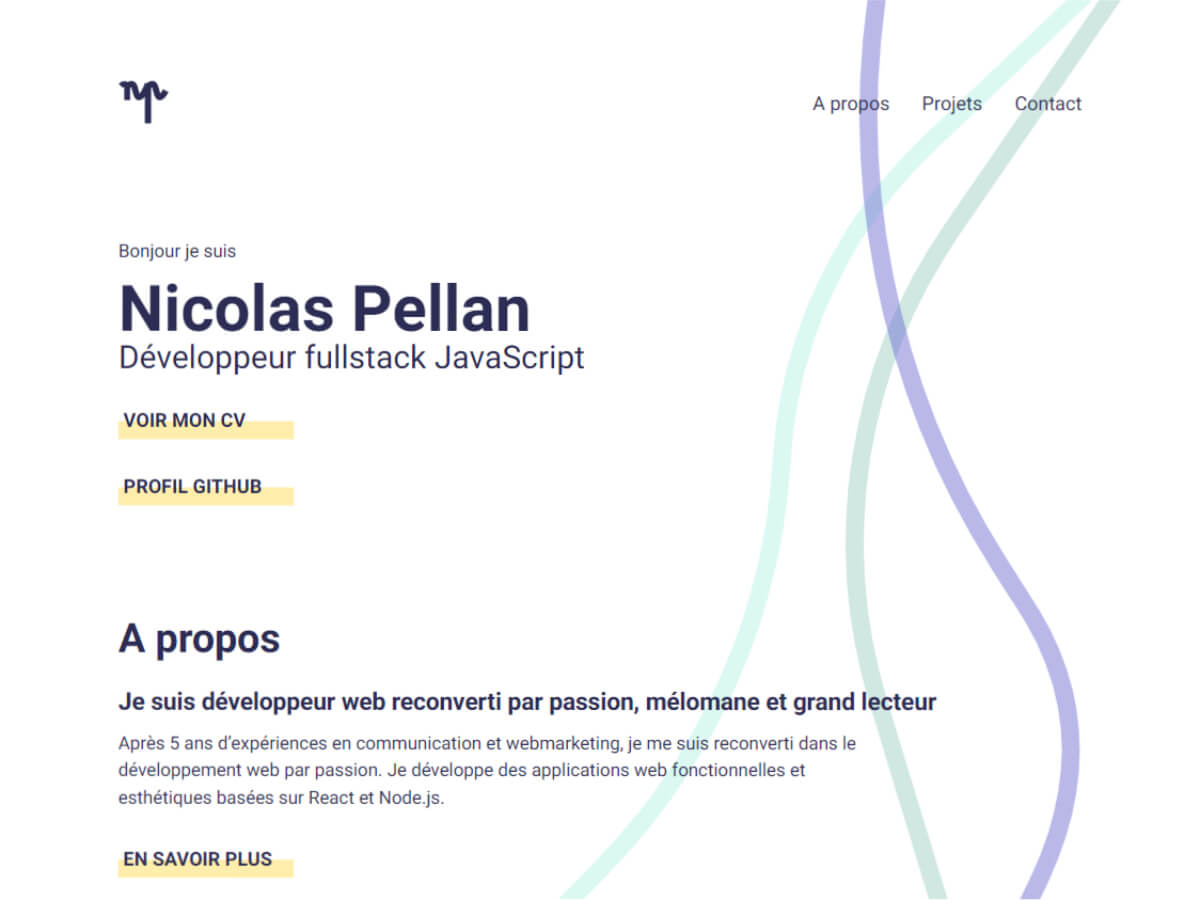 np
A propos Projets Contact
Bonjour je suis
Nicolas Pellan
Développeur fullstack JavaScript
VOIR MON CV
PROFIL GITHUB
A propos
Je suis développeur web reconverti par passion, mélomane et grand lecteur
Après 5 ans d’expériences en communication et webmarketing, je me suis reconverti dans le
développement web par passion. Je développe des applications web fonctionnelles et
esthétiques basées sur React et Node.js.
EN SAVOIR PLUS